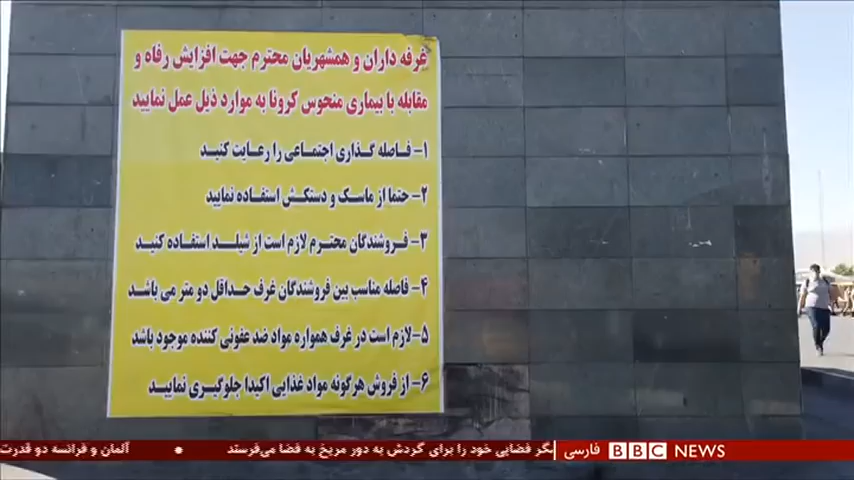 غرفه داران و همشهریان محترم جهت افزایش رفاه و
مقابله با بیماری منحوس کرونا به موارد ذیل عمل نمایید
۱- فاصله گذاری اجتماعی را رعایت کنید
۲- حتما از ماسک و دستکش استفاده نمایید
۳- فروشندگان محترم لازم است از شیلد استفاده کنید
۴- فاصله مناسب بین فروشندگان غرف حداقل دو متر می باشد
۵- لازم است در غرف همواره مواد ضد عفونی کننده موجود باشد
۶- از فروش هرگونه مواد غذایی اکیدا جلوگیری نمایید
BBC NEWS فارسی
گر فضایی خود را برای گردش به دور مریخ به فضا می‌فرستند
آلمان و فرانسه دو قدرت